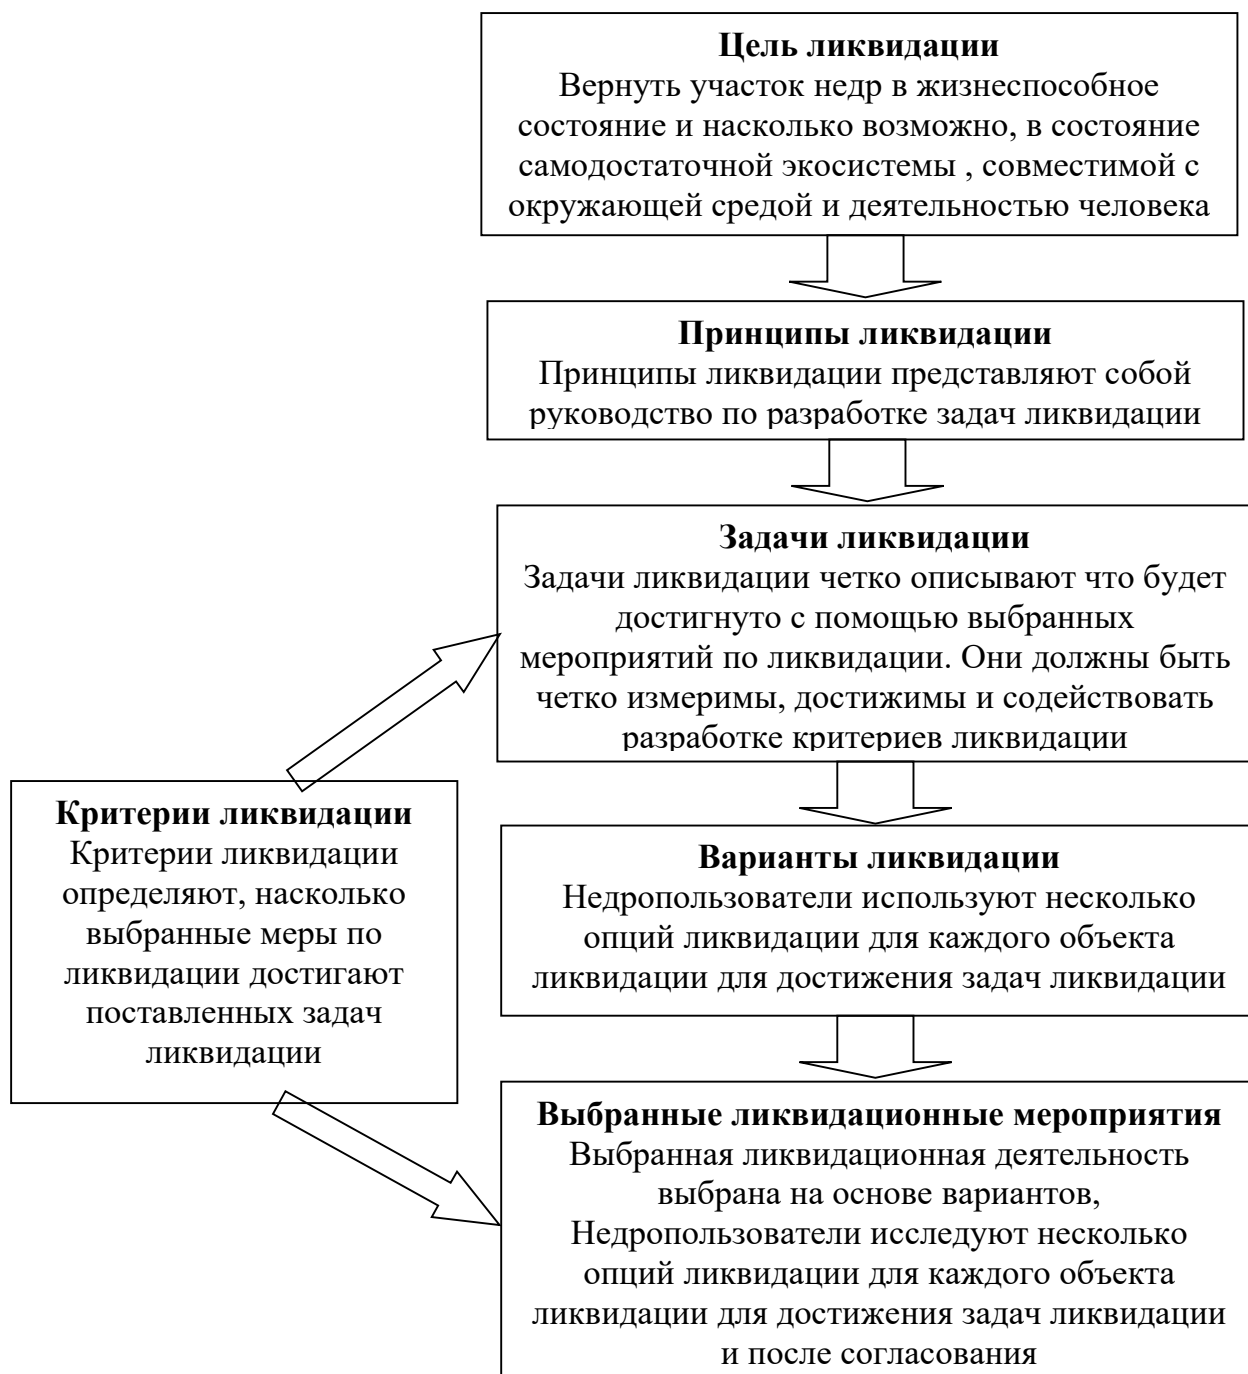 Цель ликвидации
Вернуть участок недр в жизнеспособное
состояние и насколько возможно, в состояние
самодостаточной экосистемы , совместимой с
окружающей средой и деятельностью человека
Принципы ликвидации
Принципы ликвидации представляют собой
руководство по разработке задач ликвидации
Задачи ликвидации
Задачи ликвидации четко описывают что будет
достигнуто с помощью выбранных
мероприятий по ликвидации. Они должны быть
четко измеримы, достижимы и содействовать
разработке критериев ликвидации
Критерии ликвидации
Критерии ликвидации
определяют, насколько
выбранные меры по
ликвидации достигают
поставленных задач
ликвидации
Варианты ликвидации
Недропользователи используют несколько
опций ликвидации для каждого объекта
ликвидации для достижения задач ликвидации
Выбранные ликвидационные мероприятия
Выбранная ликвидационная деятельность
выбрана на основе вариантов,
Недропользователи исследуют несколько
опций ликвидации для каждого объекта
ликвидации для достижения задач ликвидации
и после согласования